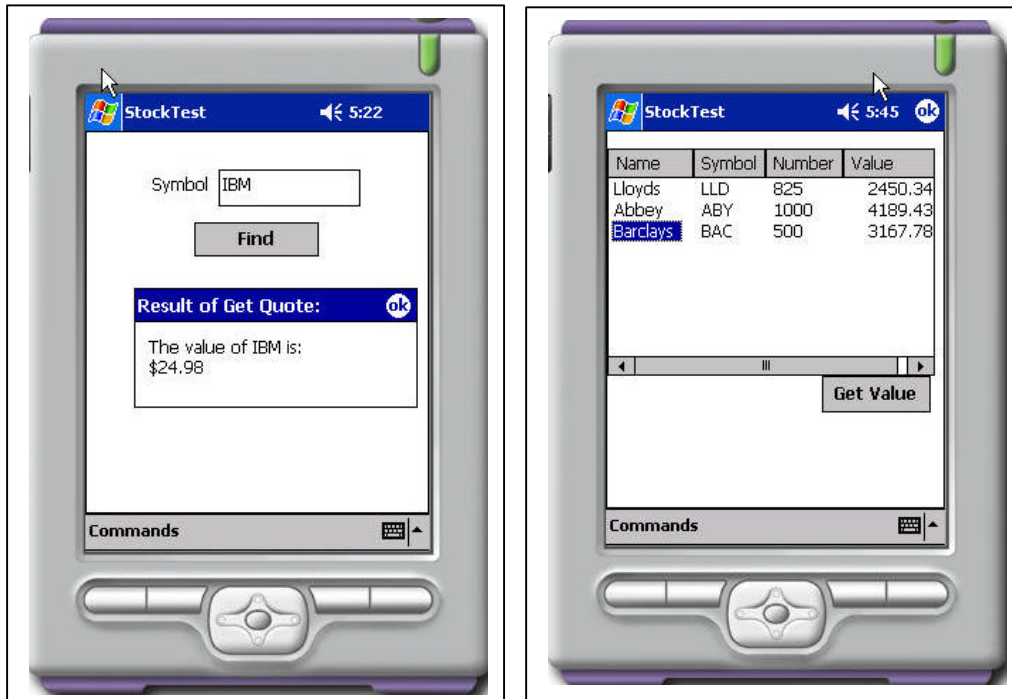 StockTest 5:22
Symbol IBM
Find
Result of Get Quote: ok
The value of IBM is:
$24.98
Commands
StockTest 5:45 ok
Name Symbol Number Value
Lloyds LLD 825 2450.34
Abbey ABY 1000 4189.43
Barclays BAC 500 3167.78
Get Value
Commands